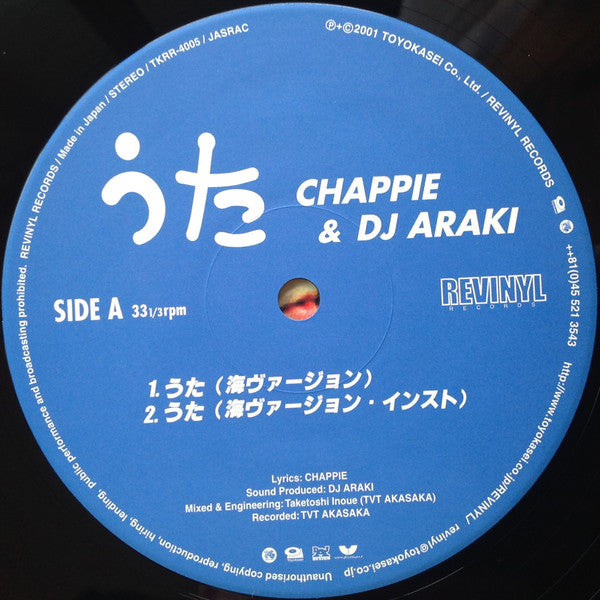 REVINYL RECORDS / Made in Japan / STEREO / TKRR-4005 / JASRAC
℗+©2001 TOYOKASEI Co., Ltd. / REVINYL RECORDS
++81(0)45 521 3543
http://www.toyokasei.co.jp/REVINYL/
revinyl@toyokasei.co.jp
うた
CHAPPIE
& DJ ARAKI
SIDE A 33 1/3 rpm
REVINYL
RECORDS
1. うた（海ヴァージョン）
2. うた（海ヴァージョン・インスト）
Lyrics: CHAPPIE
Sound Produced: DJ ARAKI
Mixed & Engineering: Taketoshi Inoue (TVT AKASAKA)
Recorded: TVT AKASAKA
Unauthorised copying, reproduction, hiring, lending, public performance and broadcasting prohibited.